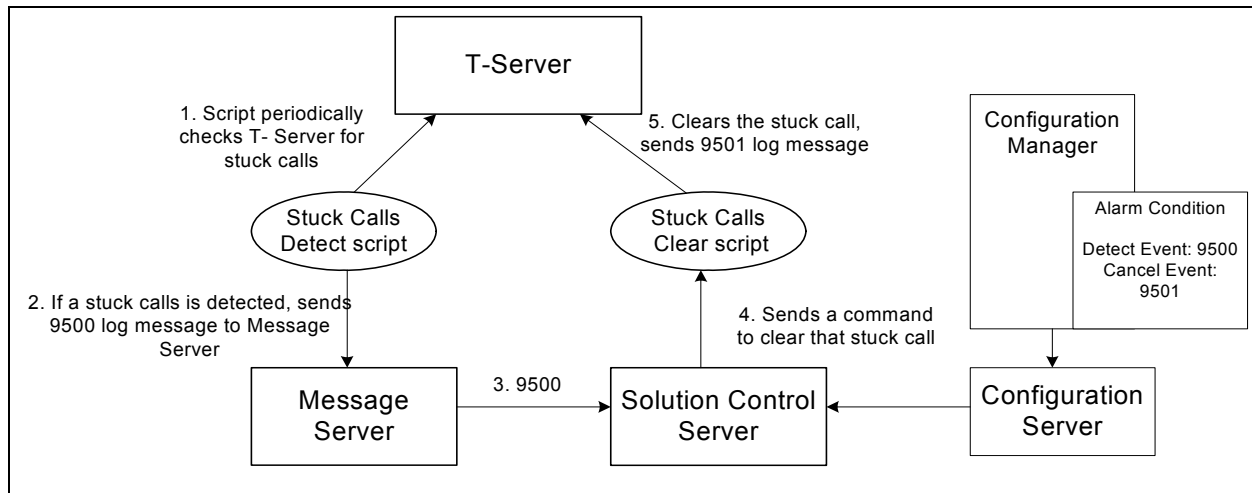 T-Server
1. Script periodically
checks T- Server for
stuck calls
5. Clears the stuck call,
sends 9501 log message
Configuration
Manager
Alarm Condition
Detect Event: 9500
Cancel Event:
9501
Stuck Calls
Detect script
Stuck Calls
Clear script
2. If a stuck calls is detected, sends
9500 log message to Message
Server
4. Sends a command
to clear that stuck call
3. 9500
Message
Server
Solution Control
Server
Configuration
Server